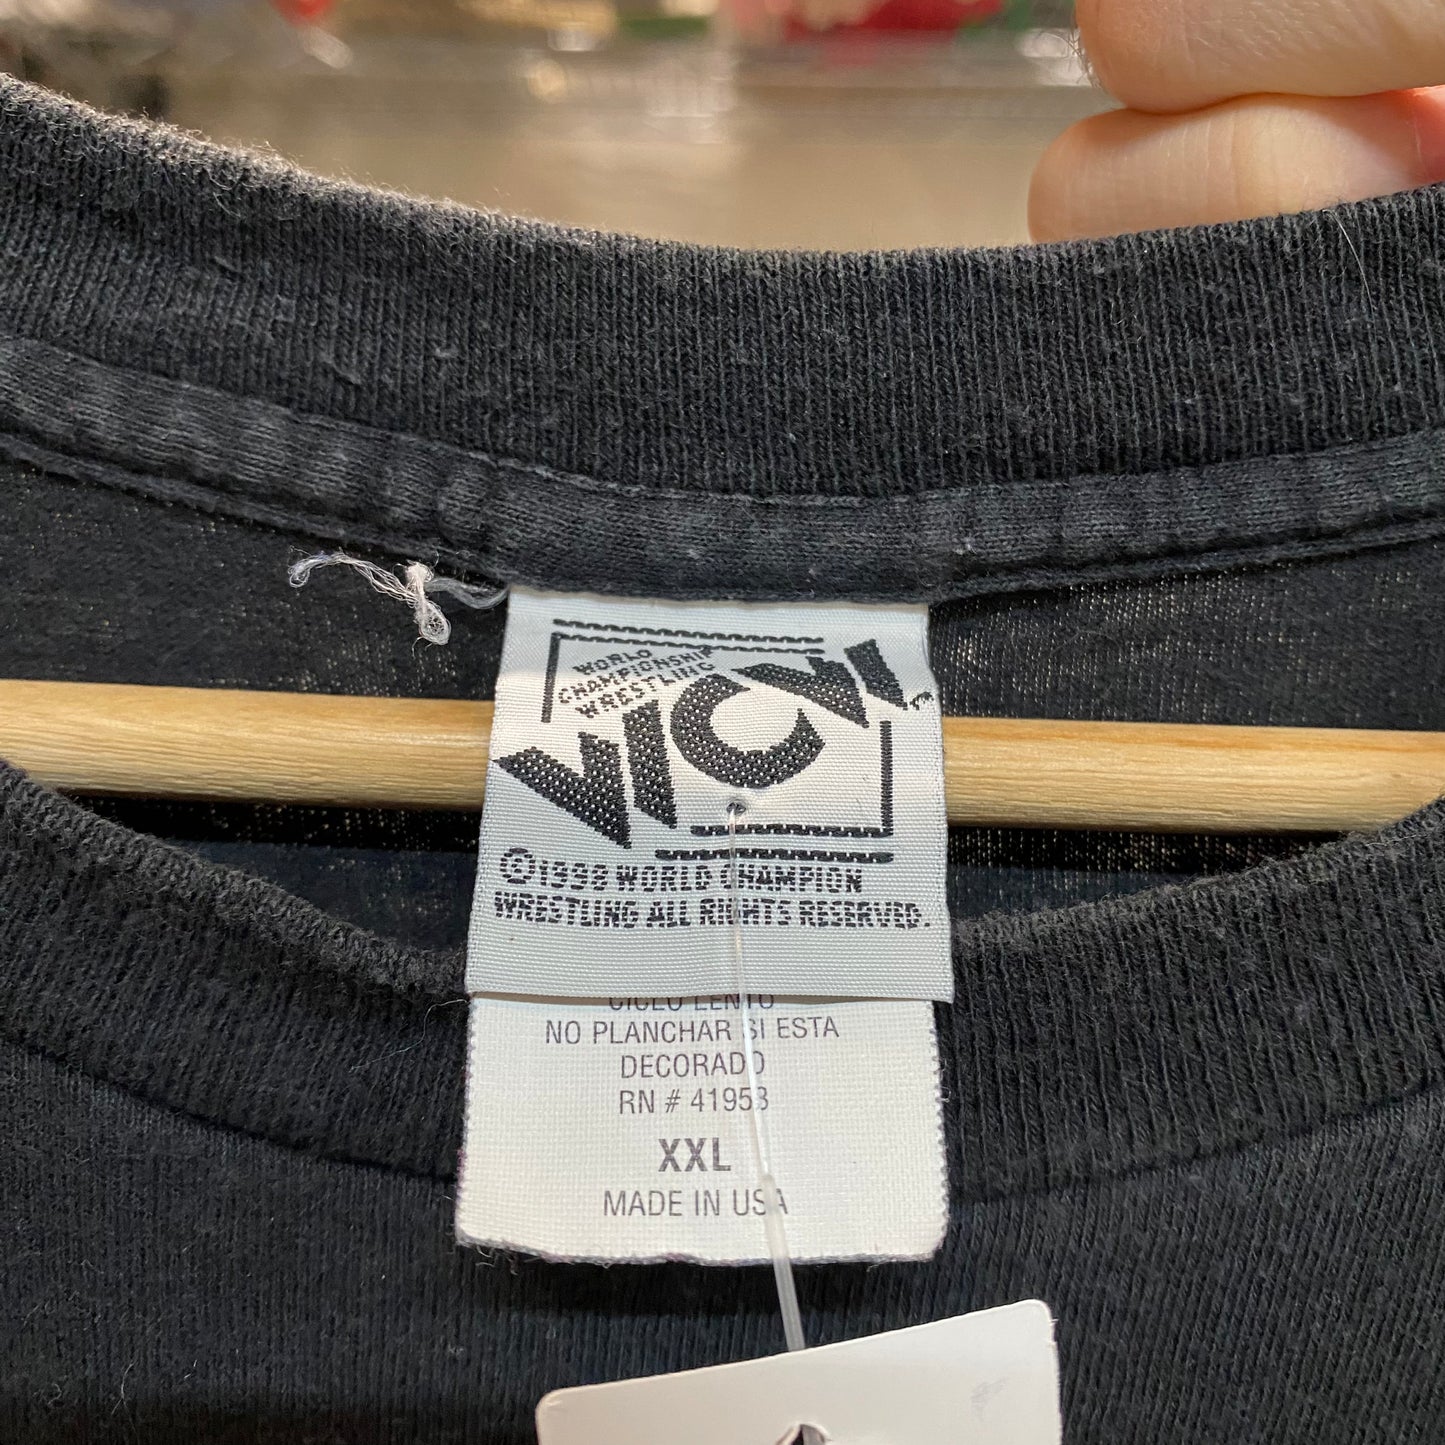 WORLD
CHAMPIONSHIP
WRESTLING
WCW
©1998 WORLD CHAMPION
WRESTLING ALL RIGHTS RESERVED.
CICLO LENTO
NO PLANCHAR SI ESTA
DECORADO
RN # 41958
XXL
MADE IN USA